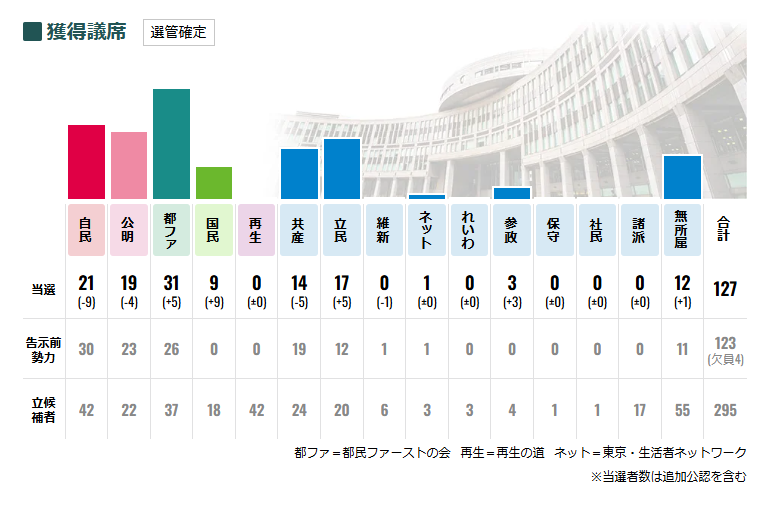 獲得議席 選管確定
自民 公明 都ファ 国民 再生 共産 立民 維新 ネット れいわ 参政 保守 社民 諸派 無所属 合計
当選 21 19 31 9 0 14 17 0 1 0 3 0 0 0 12 127
(-9) (-4) (+5) (+9) (±0) (-5) (+5) (-1) (±0) (±0) (+3) (±0) (±0) (±0) (+1)
告示前勢力 30 23 26 0 0 19 12 1 1 0 0 0 0 0 11 123
(欠員4)
立候補者 42 22 37 18 42 24 20 6 3 3 4 1 1 17 55 295
都ファ＝都民ファーストの会 再生＝再生の道 ネット＝東京・生活者ネットワーク
※当選者数は追加公認を含む